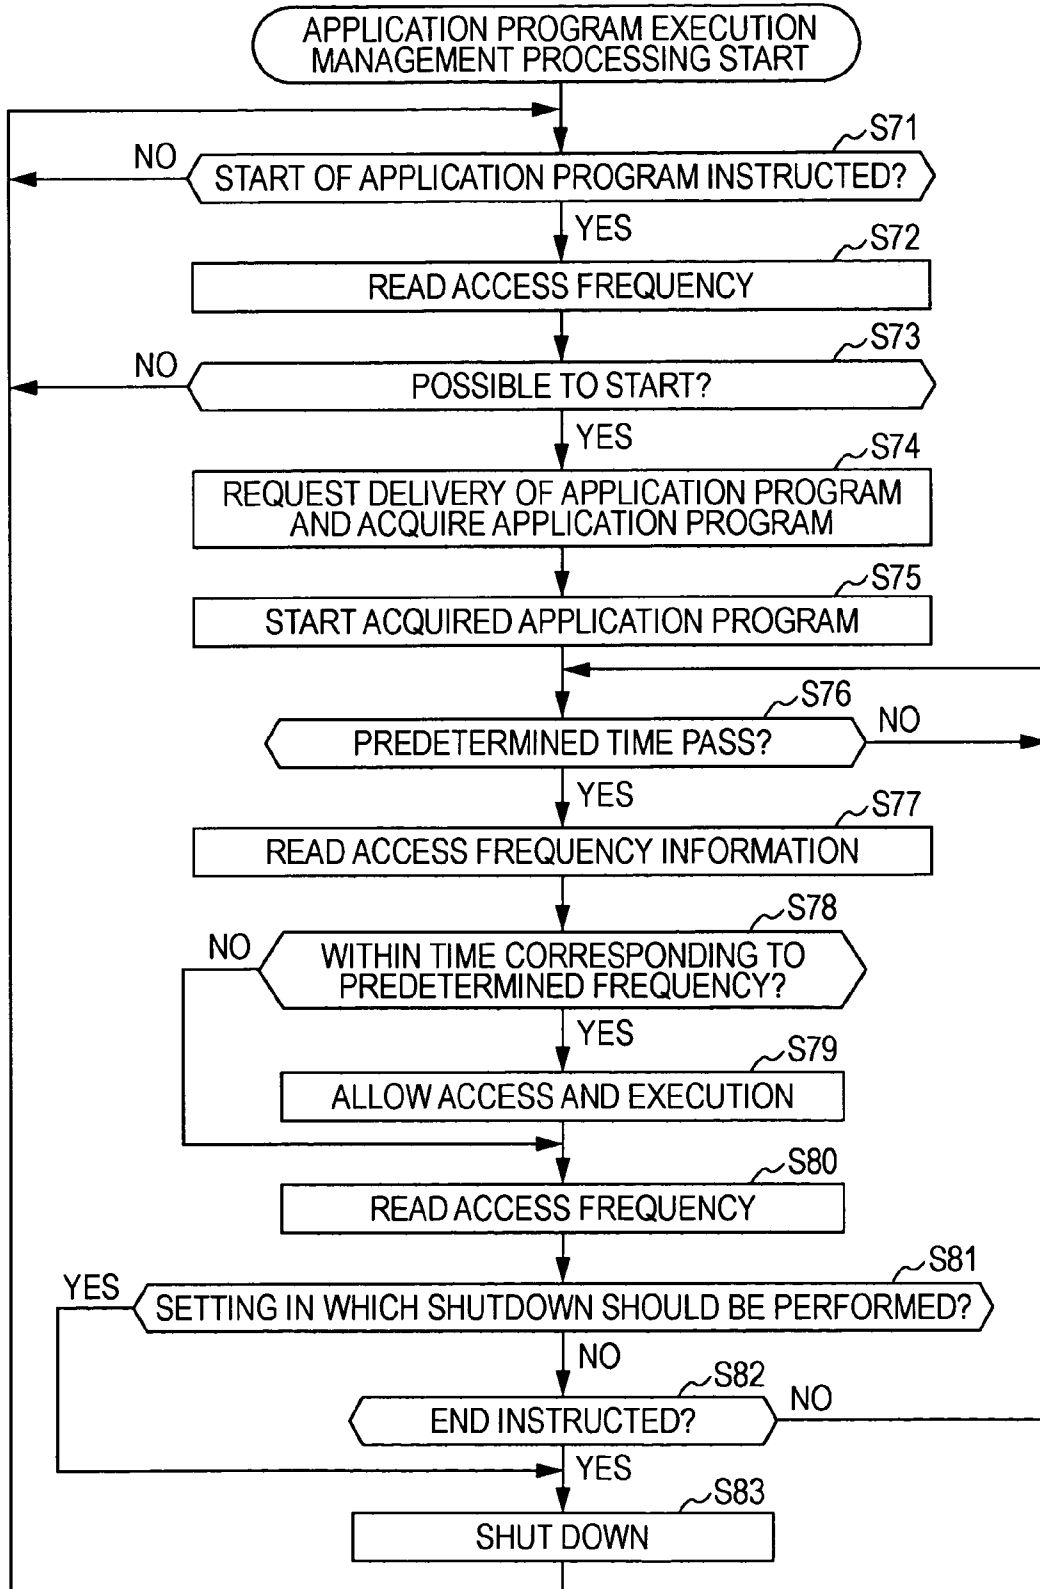 APPLICATION PROGRAM EXECUTION
MANAGEMENT PROCESSING START
S71
NO
START OF APPLICATION PROGRAM INSTRUCTED?
YES
S72
READ ACCESS FREQUENCY
S73
NO
POSSIBLE TO START?
YES
S74
REQUEST DELIVERY OF APPLICATION PROGRAM
AND ACQUIRE APPLICATION PROGRAM
S75
START ACQUIRED APPLICATION PROGRAM
S76
NO
PREDETERMINED TIME PASS?
YES
S77
READ ACCESS FREQUENCY INFORMATION
S78
NO
WITHIN TIME CORRESPONDING TO
PREDETERMINED FREQUENCY?
YES
S79
ALLOW ACCESS AND EXECUTION
S80
READ ACCESS FREQUENCY
S81
YES
SETTING IN WHICH SHUTDOWN SHOULD BE PERFORMED?
NO
S82
NO
END INSTRUCTED?
YES
S83
SHUT DOWN